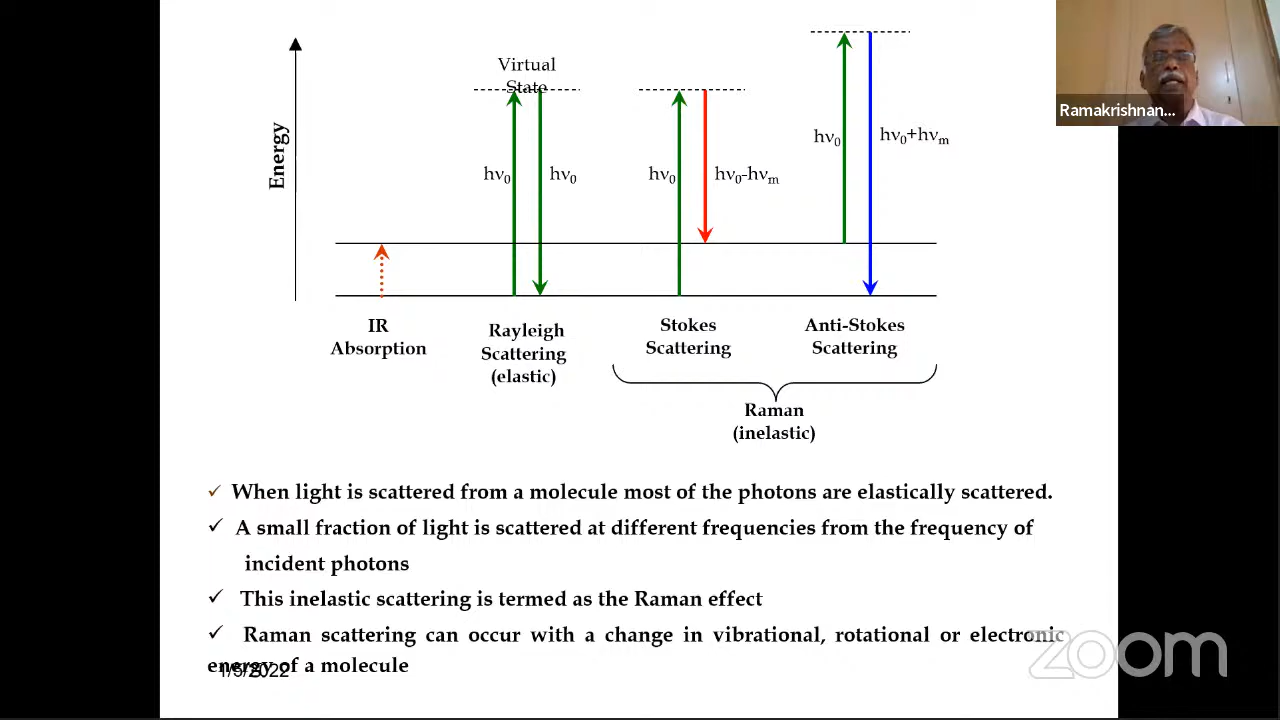 Virtual
State
Energy
hν0
hν0
hν0
hν0-hνm
hν0
hν0+hνm
IR
Absorption
Rayleigh
Scattering
(elastic)
Stokes
Scattering
Anti-Stokes
Scattering
Raman
(inelastic)
✓ When light is scattered from a molecule most of the photons are elastically scattered.
✓ A small fraction of light is scattered at different frequencies from the frequency of
incident photons
✓ This inelastic scattering is termed as the Raman effect
✓ Raman scattering can occur with a change in vibrational, rotational or electronic
energy of a molecule
1/5/2022
Ramakrishnan...
zoom